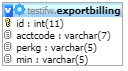 testifw.exportbilling
id : int(11)
acctcode : varchar(7)
perkg : varchar(5)
min : varchar(5)